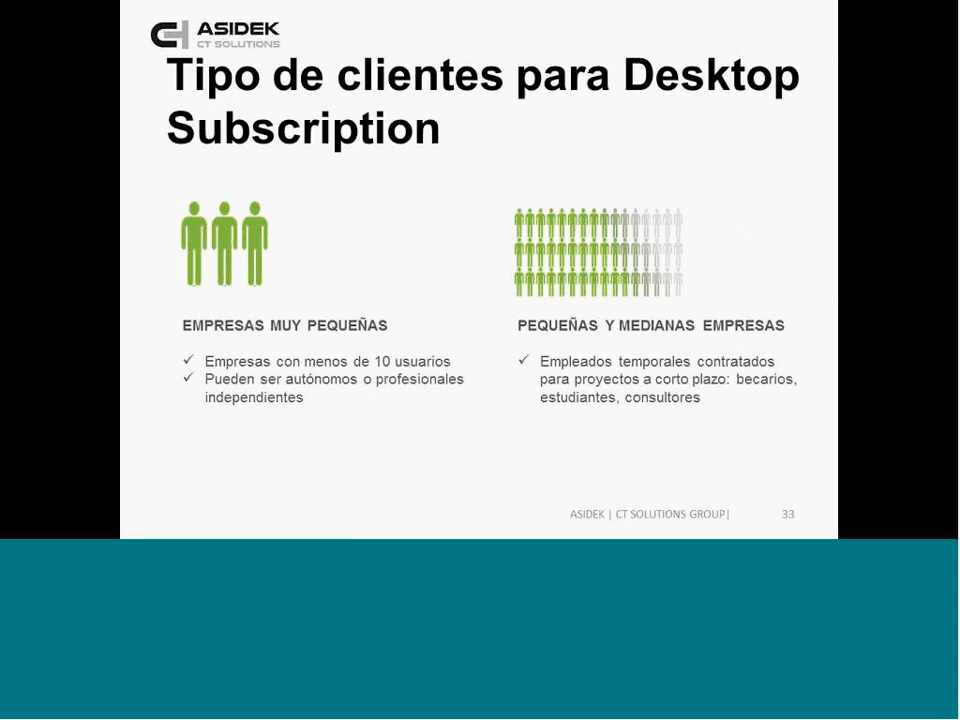 ASIDEK
CT SOLUTIONS
Tipo de clientes para Desktop
Subscription
EMPRESAS MUY PEQUEÑAS
✓ Empresas con menos de 10 usuarios
✓ Pueden ser autónomos o profesionales
independientes
PEQUEÑAS Y MEDIANAS EMPRESAS
✓ Empleados temporales contratados
para proyectos a corto plazo: becarios,
estudiantes, consultores
ASIDEK | CT SOLUTIONS GROUP| 33